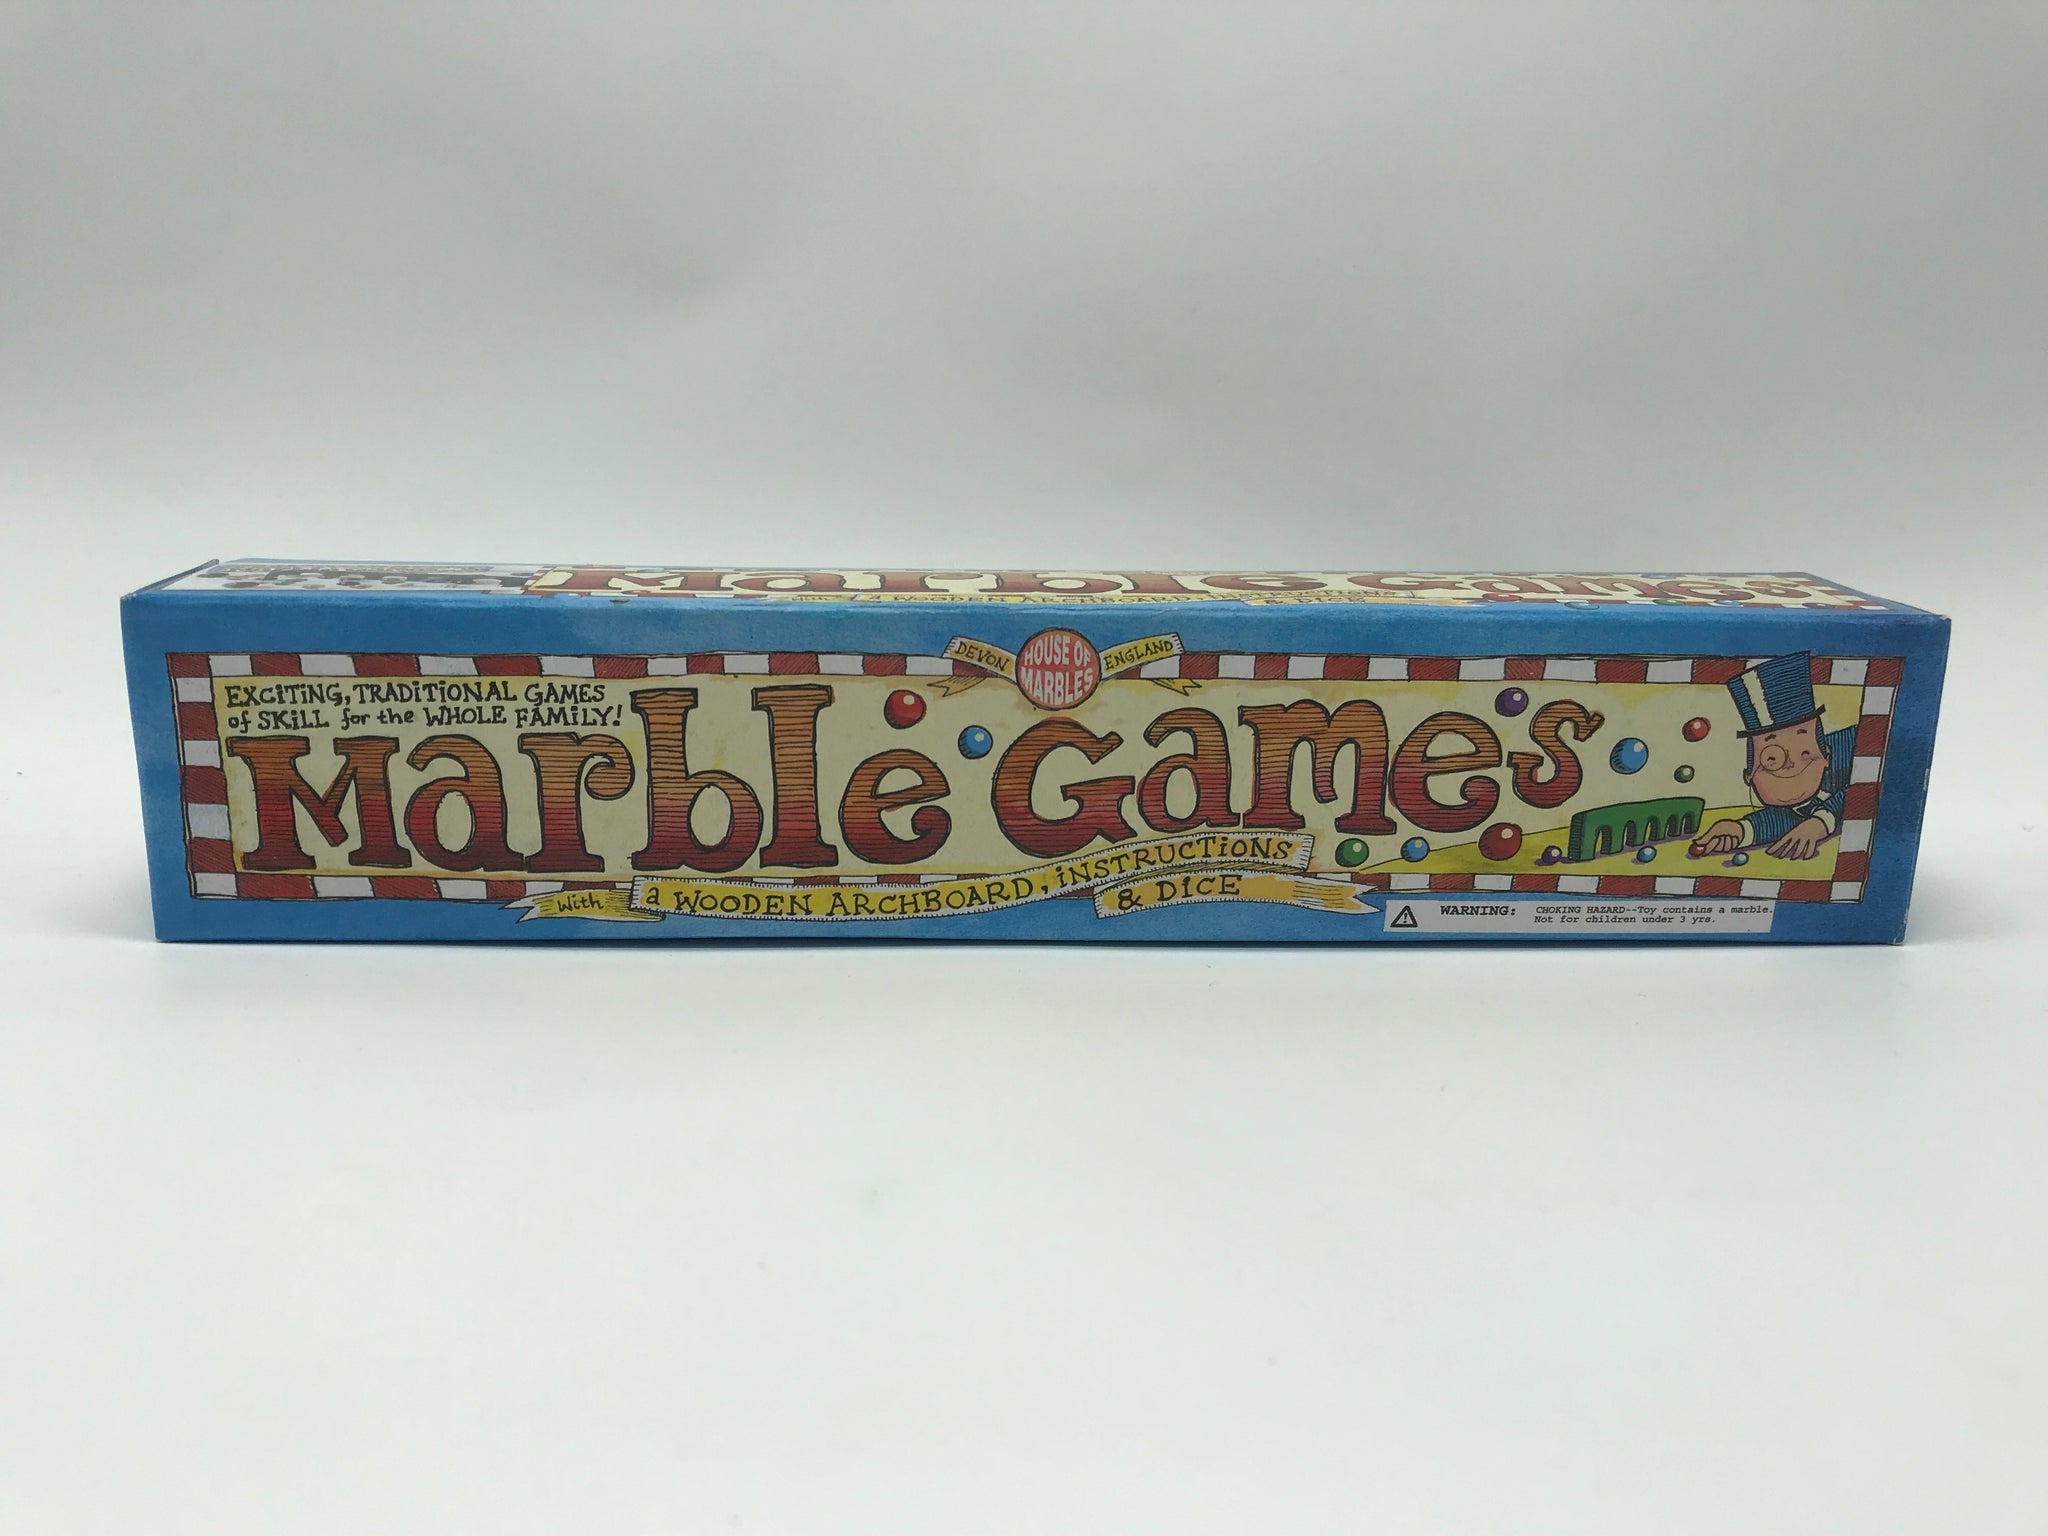 Marble Games
DEVON
HOUSE OF
MARBLES
ENGLAND
EXCITING, TRADITIONAL GAMES
of SKILL for the WHOLE FAMILY!
Marble Games
With a WOODEN ARCHBOARD, INSTRUCTIONS
& DICE
WARNING: CHOKING HAZARD--Toy contains a marble.
Not for children under 3 yrs.